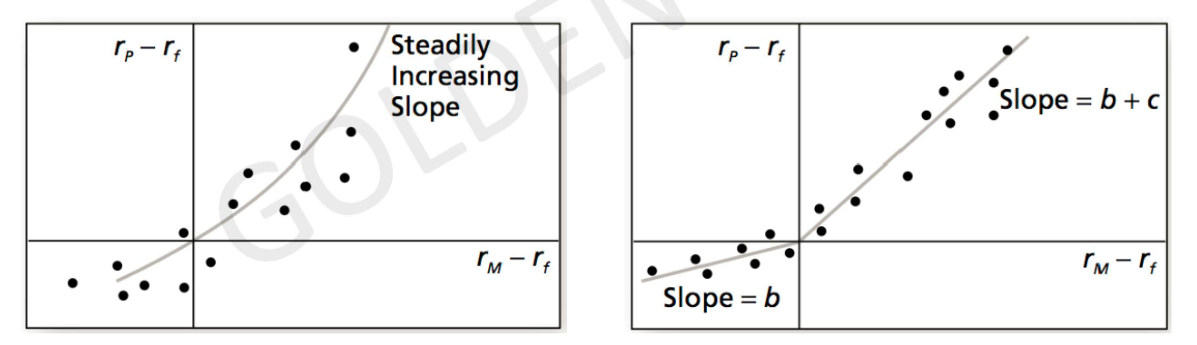 r_P − r_f
Steadily
Increasing
Slope
r_M − r_f
r_P − r_f
Slope = b + c
r_M − r_f
Slope = b
GOLDEN